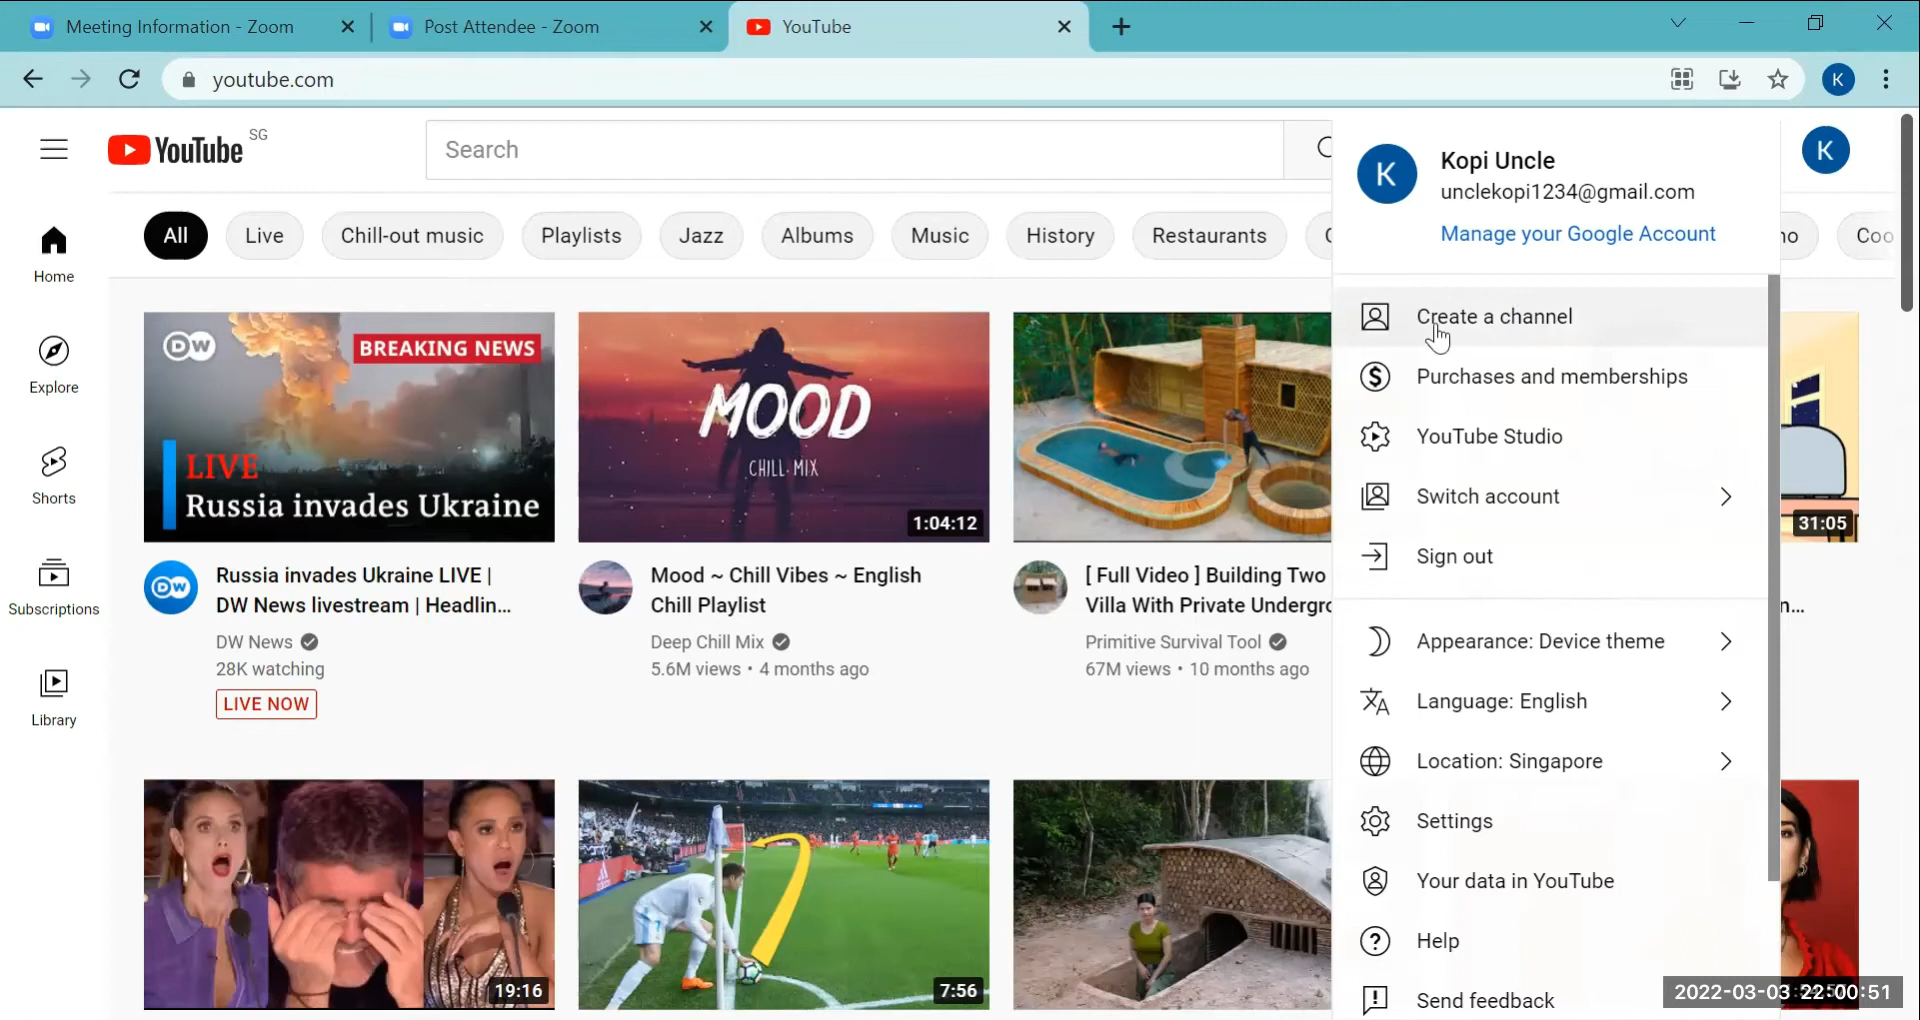 Meeting Information - Zoom
Post Attendee - Zoom
YouTube
youtube.com
K
YouTube SG
Search
K
Kopi Uncle
unclekopi1234@gmail.com
Manage your Google Account
K
All
Live
Chill-out music
Playlists
Jazz
Albums
Music
History
Restaurants
Coo
Home
Explore
Shorts
Subscriptions
Library
DW
BREAKING NEWS
LIVE
Russia invades Ukraine
MOOD
CHILL MIX
1:04:12
31:05
DW
Russia invades Ukraine LIVE |
DW News livestream | Headlin...
DW News
28K watching
LIVE NOW
Mood ~ Chill Vibes ~ English
Chill Playlist
Deep Chill Mix
5.6M views • 4 months ago
[ Full Video ] Building Two
Villa With Private Undergro
Primitive Survival Tool
67M views • 10 months ago
Create a channel
Purchases and memberships
YouTube Studio
Switch account
Sign out
Appearance: Device theme
Language: English
Location: Singapore
Settings
Your data in YouTube
Help
Send feedback
19:16
7:56
2022-03-03 22:00:51